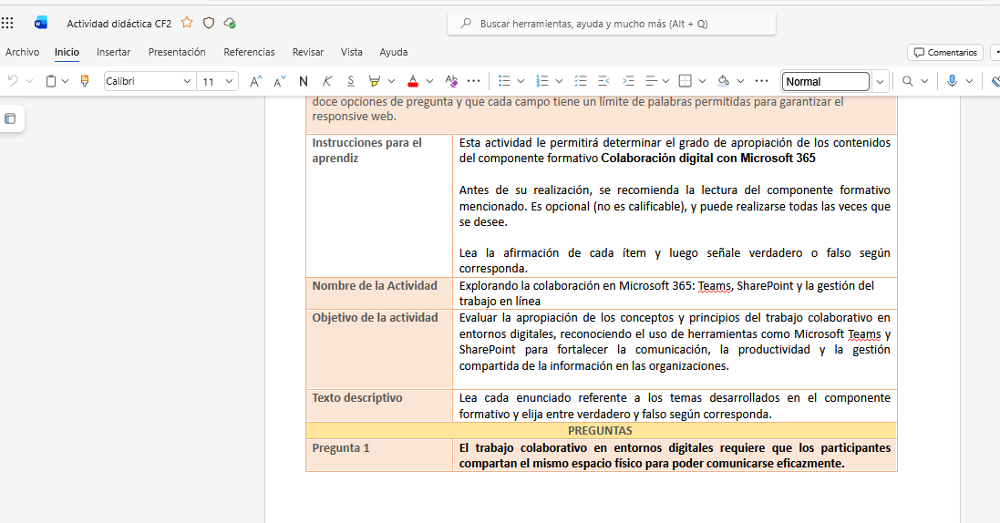 Actividad didáctica CF2
Buscar herramientas, ayuda y mucho más (Alt + Q)
Archivo Inicio Insertar Presentación Referencias Revisar Vista Ayuda
Comentarios
Calibri 11 N K S A Normal
doce opciones de pregunta y que cada campo tiene un límite de palabras permitidas para garantizar el
responsive web.
Instrucciones para el
aprendiz
Esta actividad le permitirá determinar el grado de apropiación de los contenidos
del componente formativo Colaboración digital con Microsoft 365
Antes de su realización, se recomienda la lectura del componente formativo
mencionado. Es opcional (no es calificable), y puede realizarse todas las veces que
se desee.
Lea la afirmación de cada ítem y luego señale verdadero o falso según
corresponda.
Nombre de la Actividad
Explorando la colaboración en Microsoft 365: Teams, SharePoint y la gestión del
trabajo en línea
Objetivo de la actividad
Evaluar la apropiación de los conceptos y principios del trabajo colaborativo en
entornos digitales, reconociendo el uso de herramientas como Microsoft Teams y
SharePoint para fortalecer la comunicación, la productividad y la gestión
compartida de la información en las organizaciones.
Texto descriptivo
Lea cada enunciado referente a los temas desarrollados en el componente
formativo y elija entre verdadero y falso según corresponda.
PREGUNTAS
Pregunta 1
El trabajo colaborativo en entornos digitales requiere que los participantes
compartan el mismo espacio físico para poder comunicarse eficazmente.